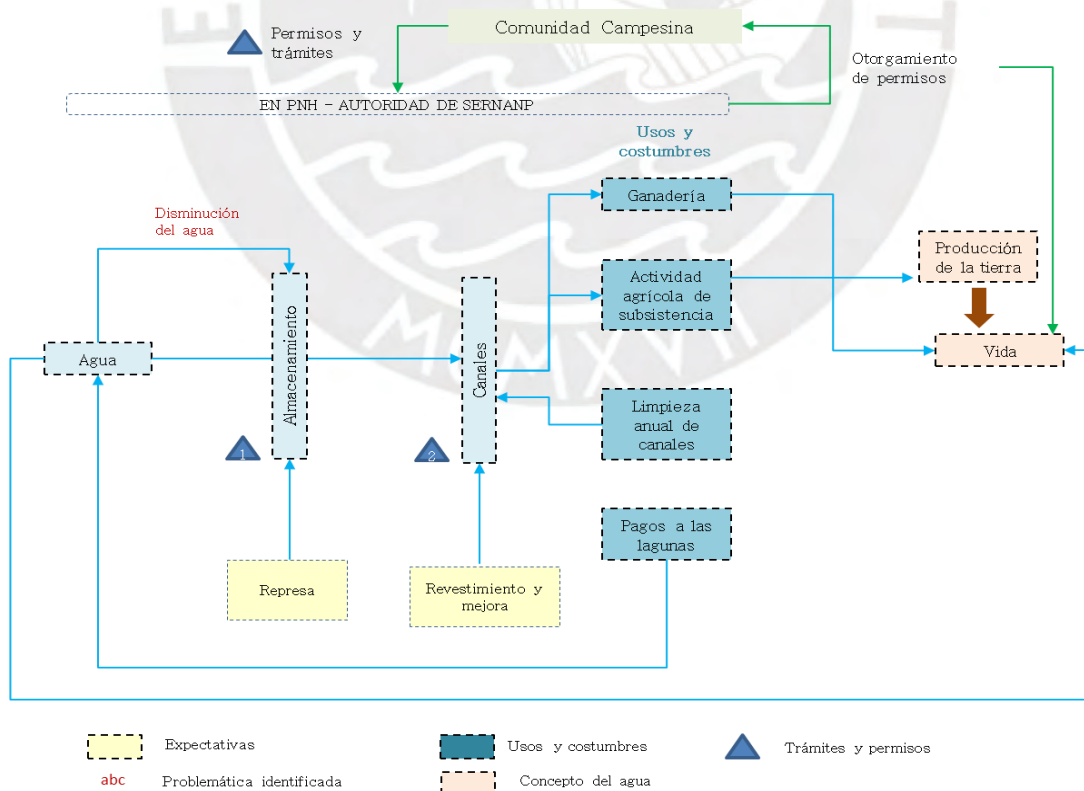 Permisos y
trámites
Comunidad Campesina
Otorgamiento
de permisos
EN PNH – AUTORIDAD DE SERNANP
Usos y
costumbres
Ganadería
Disminución
del agua
Actividad
agrícola de
subsistencia
Producción
de la tierra
Agua
Almacenamiento
Canales
Vida
Limpieza
anual de
canales
1
2
Pagos a las
lagunas
Represa
Revestimiento y
mejora
Expectativas
Usos y costumbres
Trámites y permisos
abc
Problemática identificada
Concepto del agua
MCMXVI